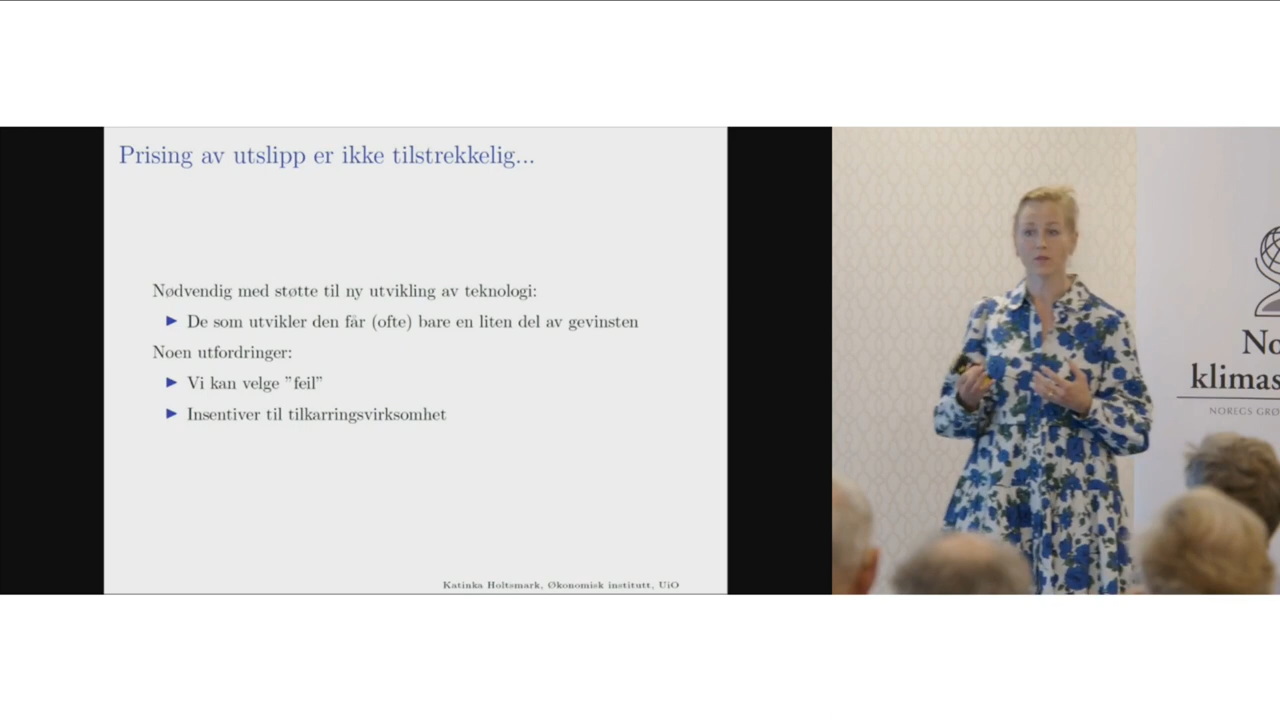 Prising av utslipp er ikke tilstrekkelig...
Nødvendig med støtte til ny utvikling av teknologi:
De som utvikler den får (ofte) bare en liten del av gevinsten
Noen utfordringer:
Vi kan velge "feil"
Insentiver til tilkarringsvirksomhet
Katinka Holtsmark, Økonomisk institutt, UiO
No
klimas
NOREGS GRØ